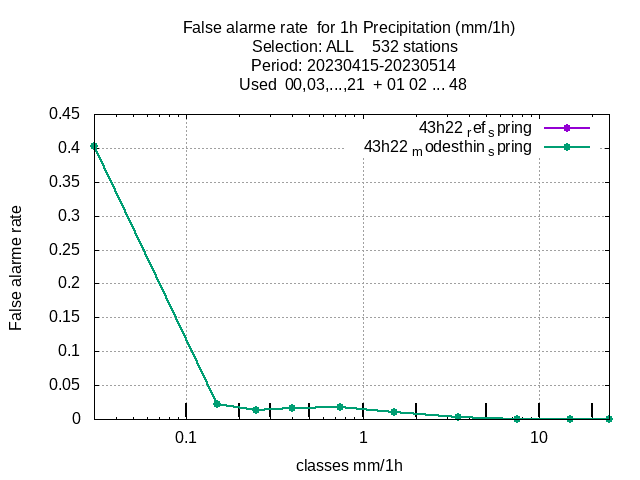 False alarme rate  for 1h Precipitation (mm/1h)
Selection: ALL    532 stations
Period: 20230415-20230514
Used  00,03,...,21  + 01 02 ... 48
0.45
0.4
0.35
0.3
0.25
0.2
0.15
0.1
0.05
0
False alarme rate
43h22 ref spring
43h22 modesthin spring
0.1
1
10
classes mm/1h